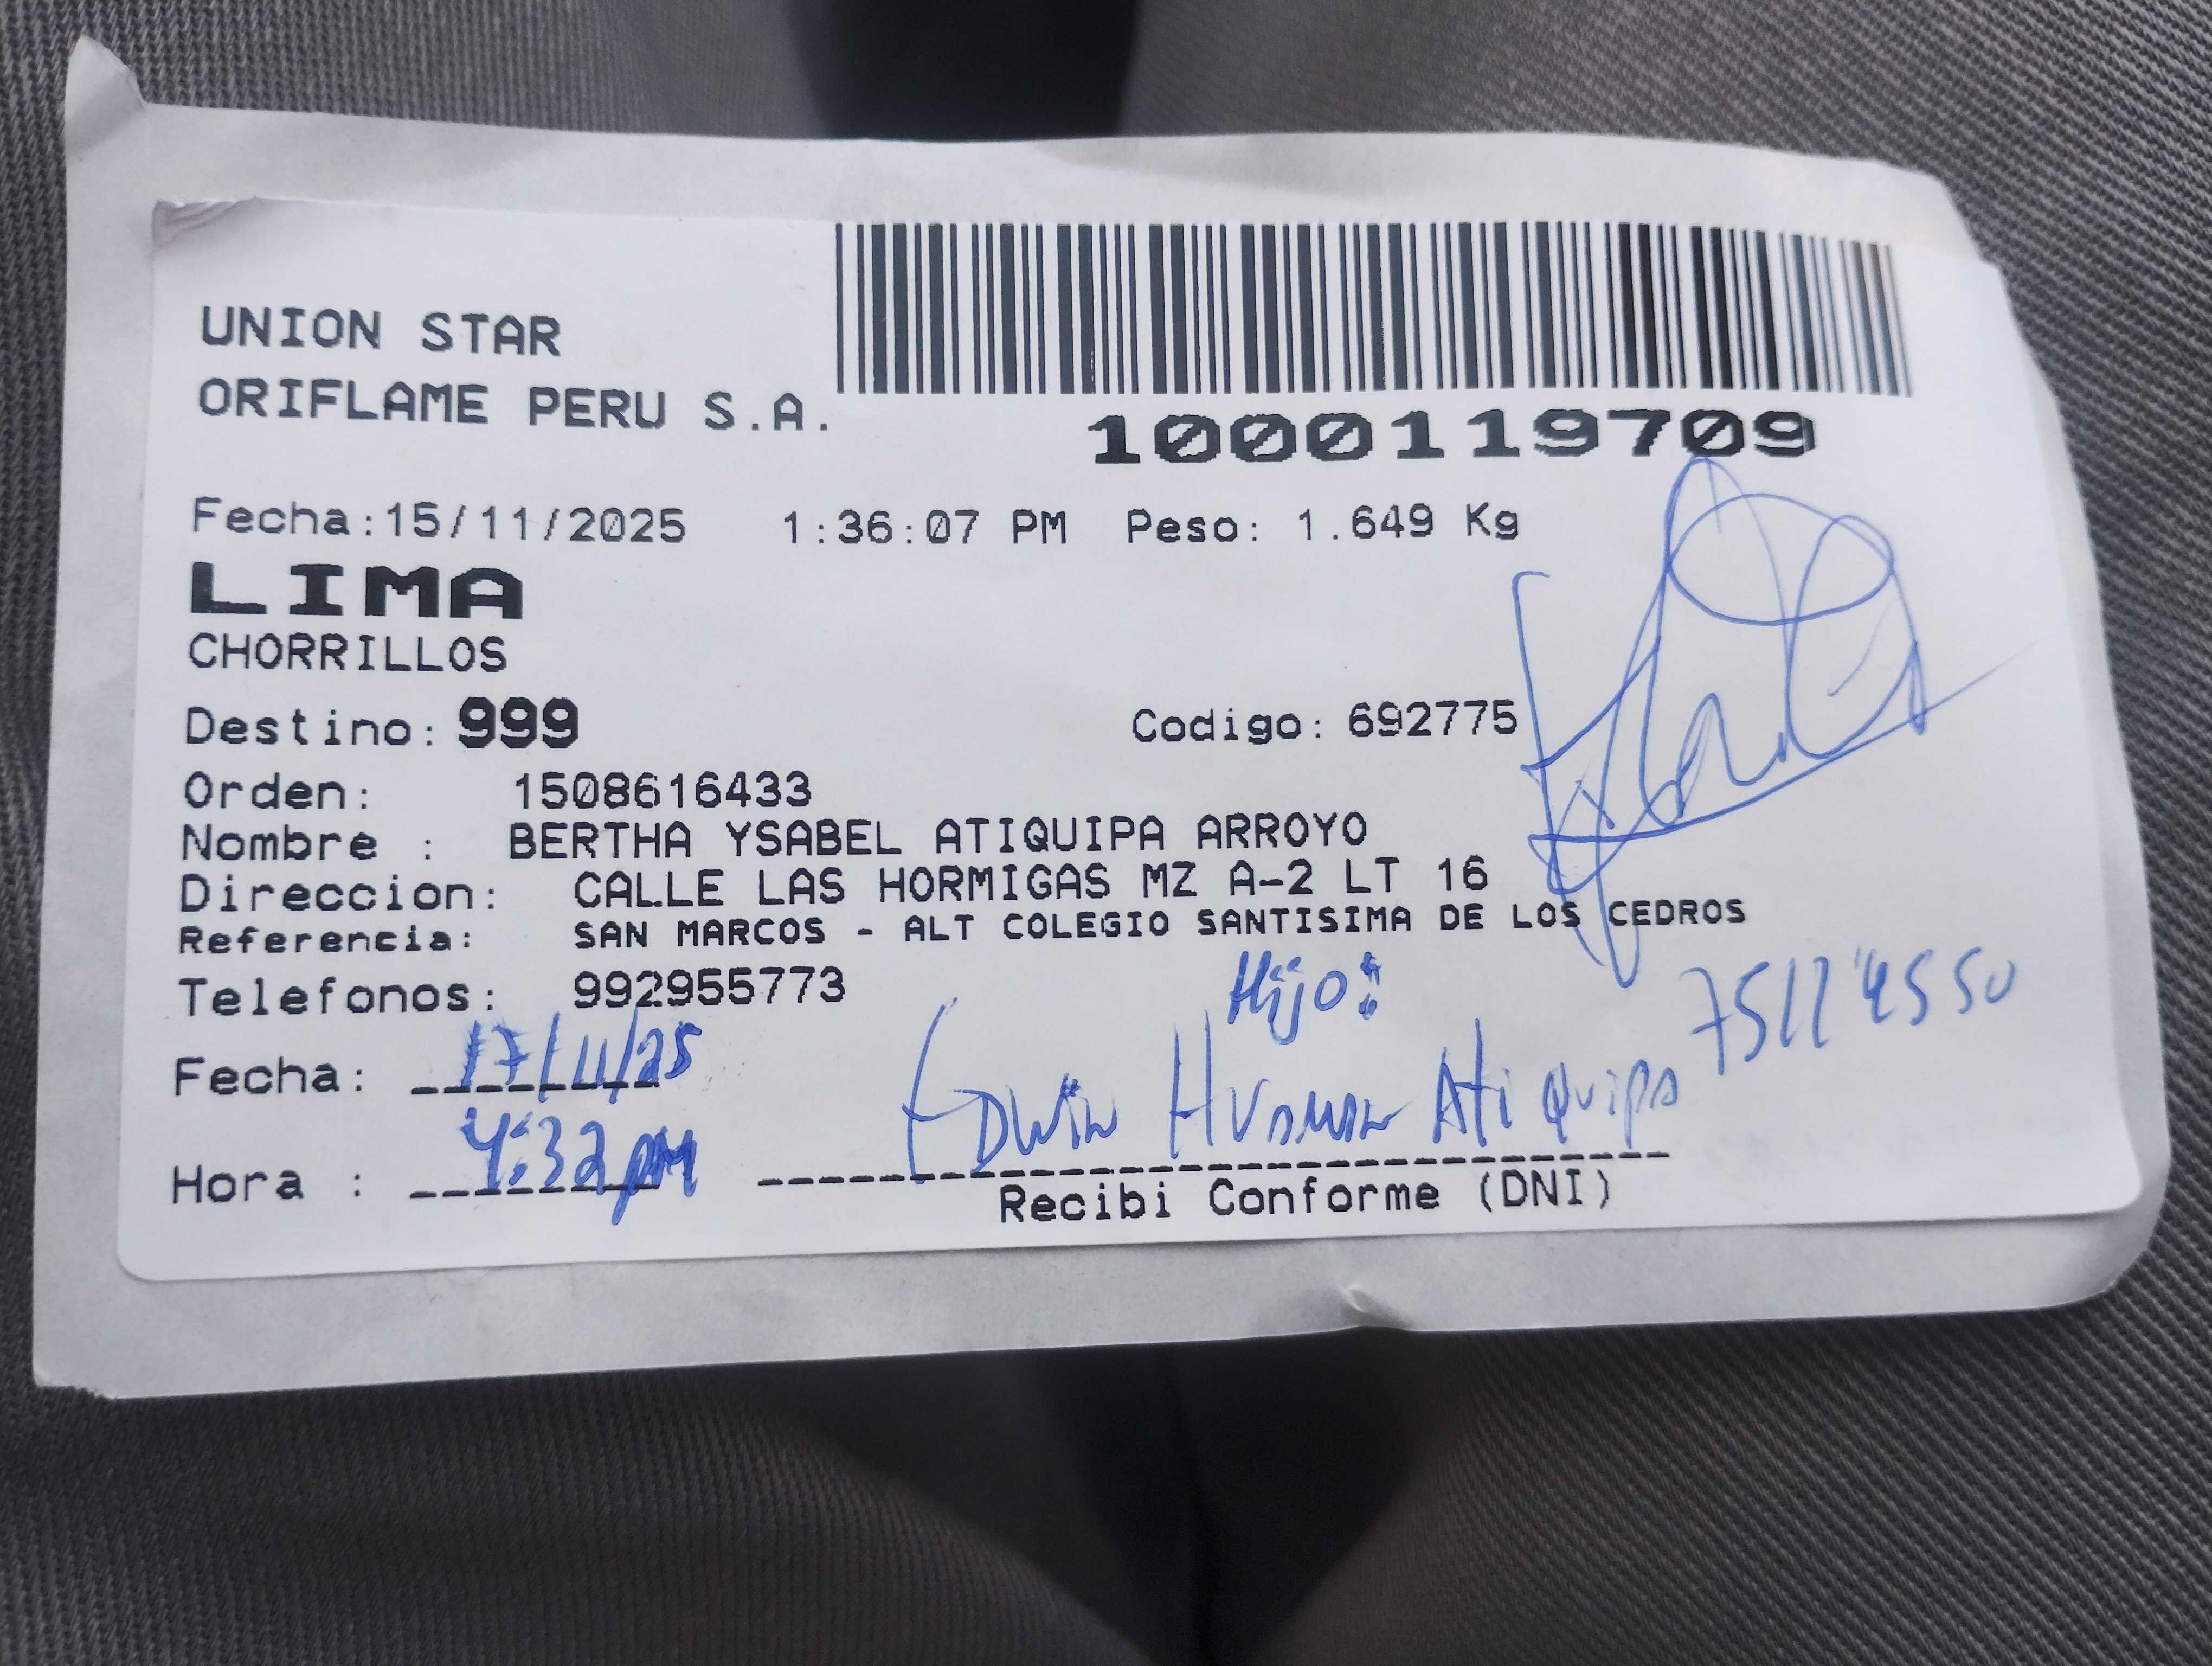 UNION STAR
ORIFLAME PERU S.A.
1000119709
Fecha:15/11/2025 1:36:07 PM Peso: 1.649 Kg
LIMA
CHORRILLOS
Destino: 999 Codigo: 692775
Orden: 1508616433
Nombre : BERTHA YSABEL ATIQUIPA ARROYO
Direccion: CALLE LAS HORMIGAS MZ A-2 LT 16
Referencia: SAN MARCOS - ALT COLEGIO SANTISIMA DE LOS CEDROS
Telefonos: 992955773
Hijo:
Fecha: 17/11/25
Edwin Huaman Atiquipa
Hora : 4:32 pM
Recibi Conforme (DNI)